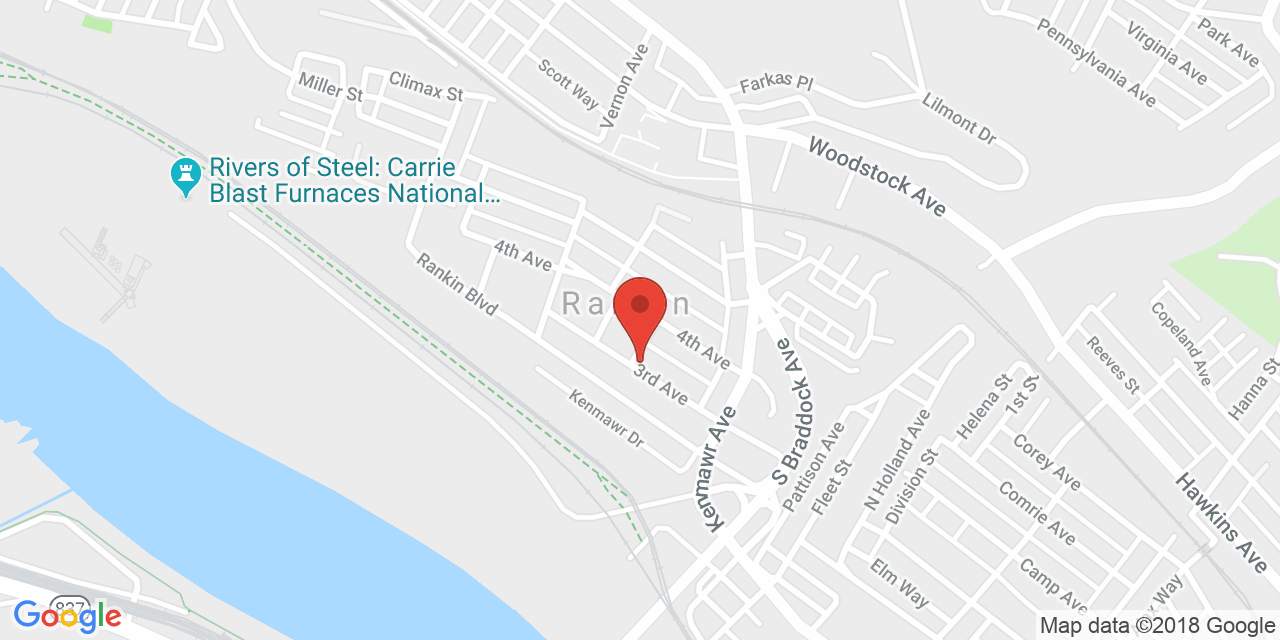 Park Ave
Virginia Ave
Pennsylvania Ave
Scott Way
Vernon Ave
Farkas Pl
Lilmont Dr
Miller St
Climax St
Woodstock Ave
Rivers of Steel: Carrie
Blast Furnaces National...
4th Ave
Rankin Blvd
4th Ave
3rd Ave
Kenmawr Dr
Kenmawr Ave
S Braddock Ave
Copeland Ave
Reeves St
Hanna St
Helena St
1st St
N Holland Ave
Pattison Ave
Fleet St
Division St
Corey Ave
Comrie Ave
Hawkins Ave
Elm Way
Camp Ave
Way
837
Google
Map data ©2018 Google